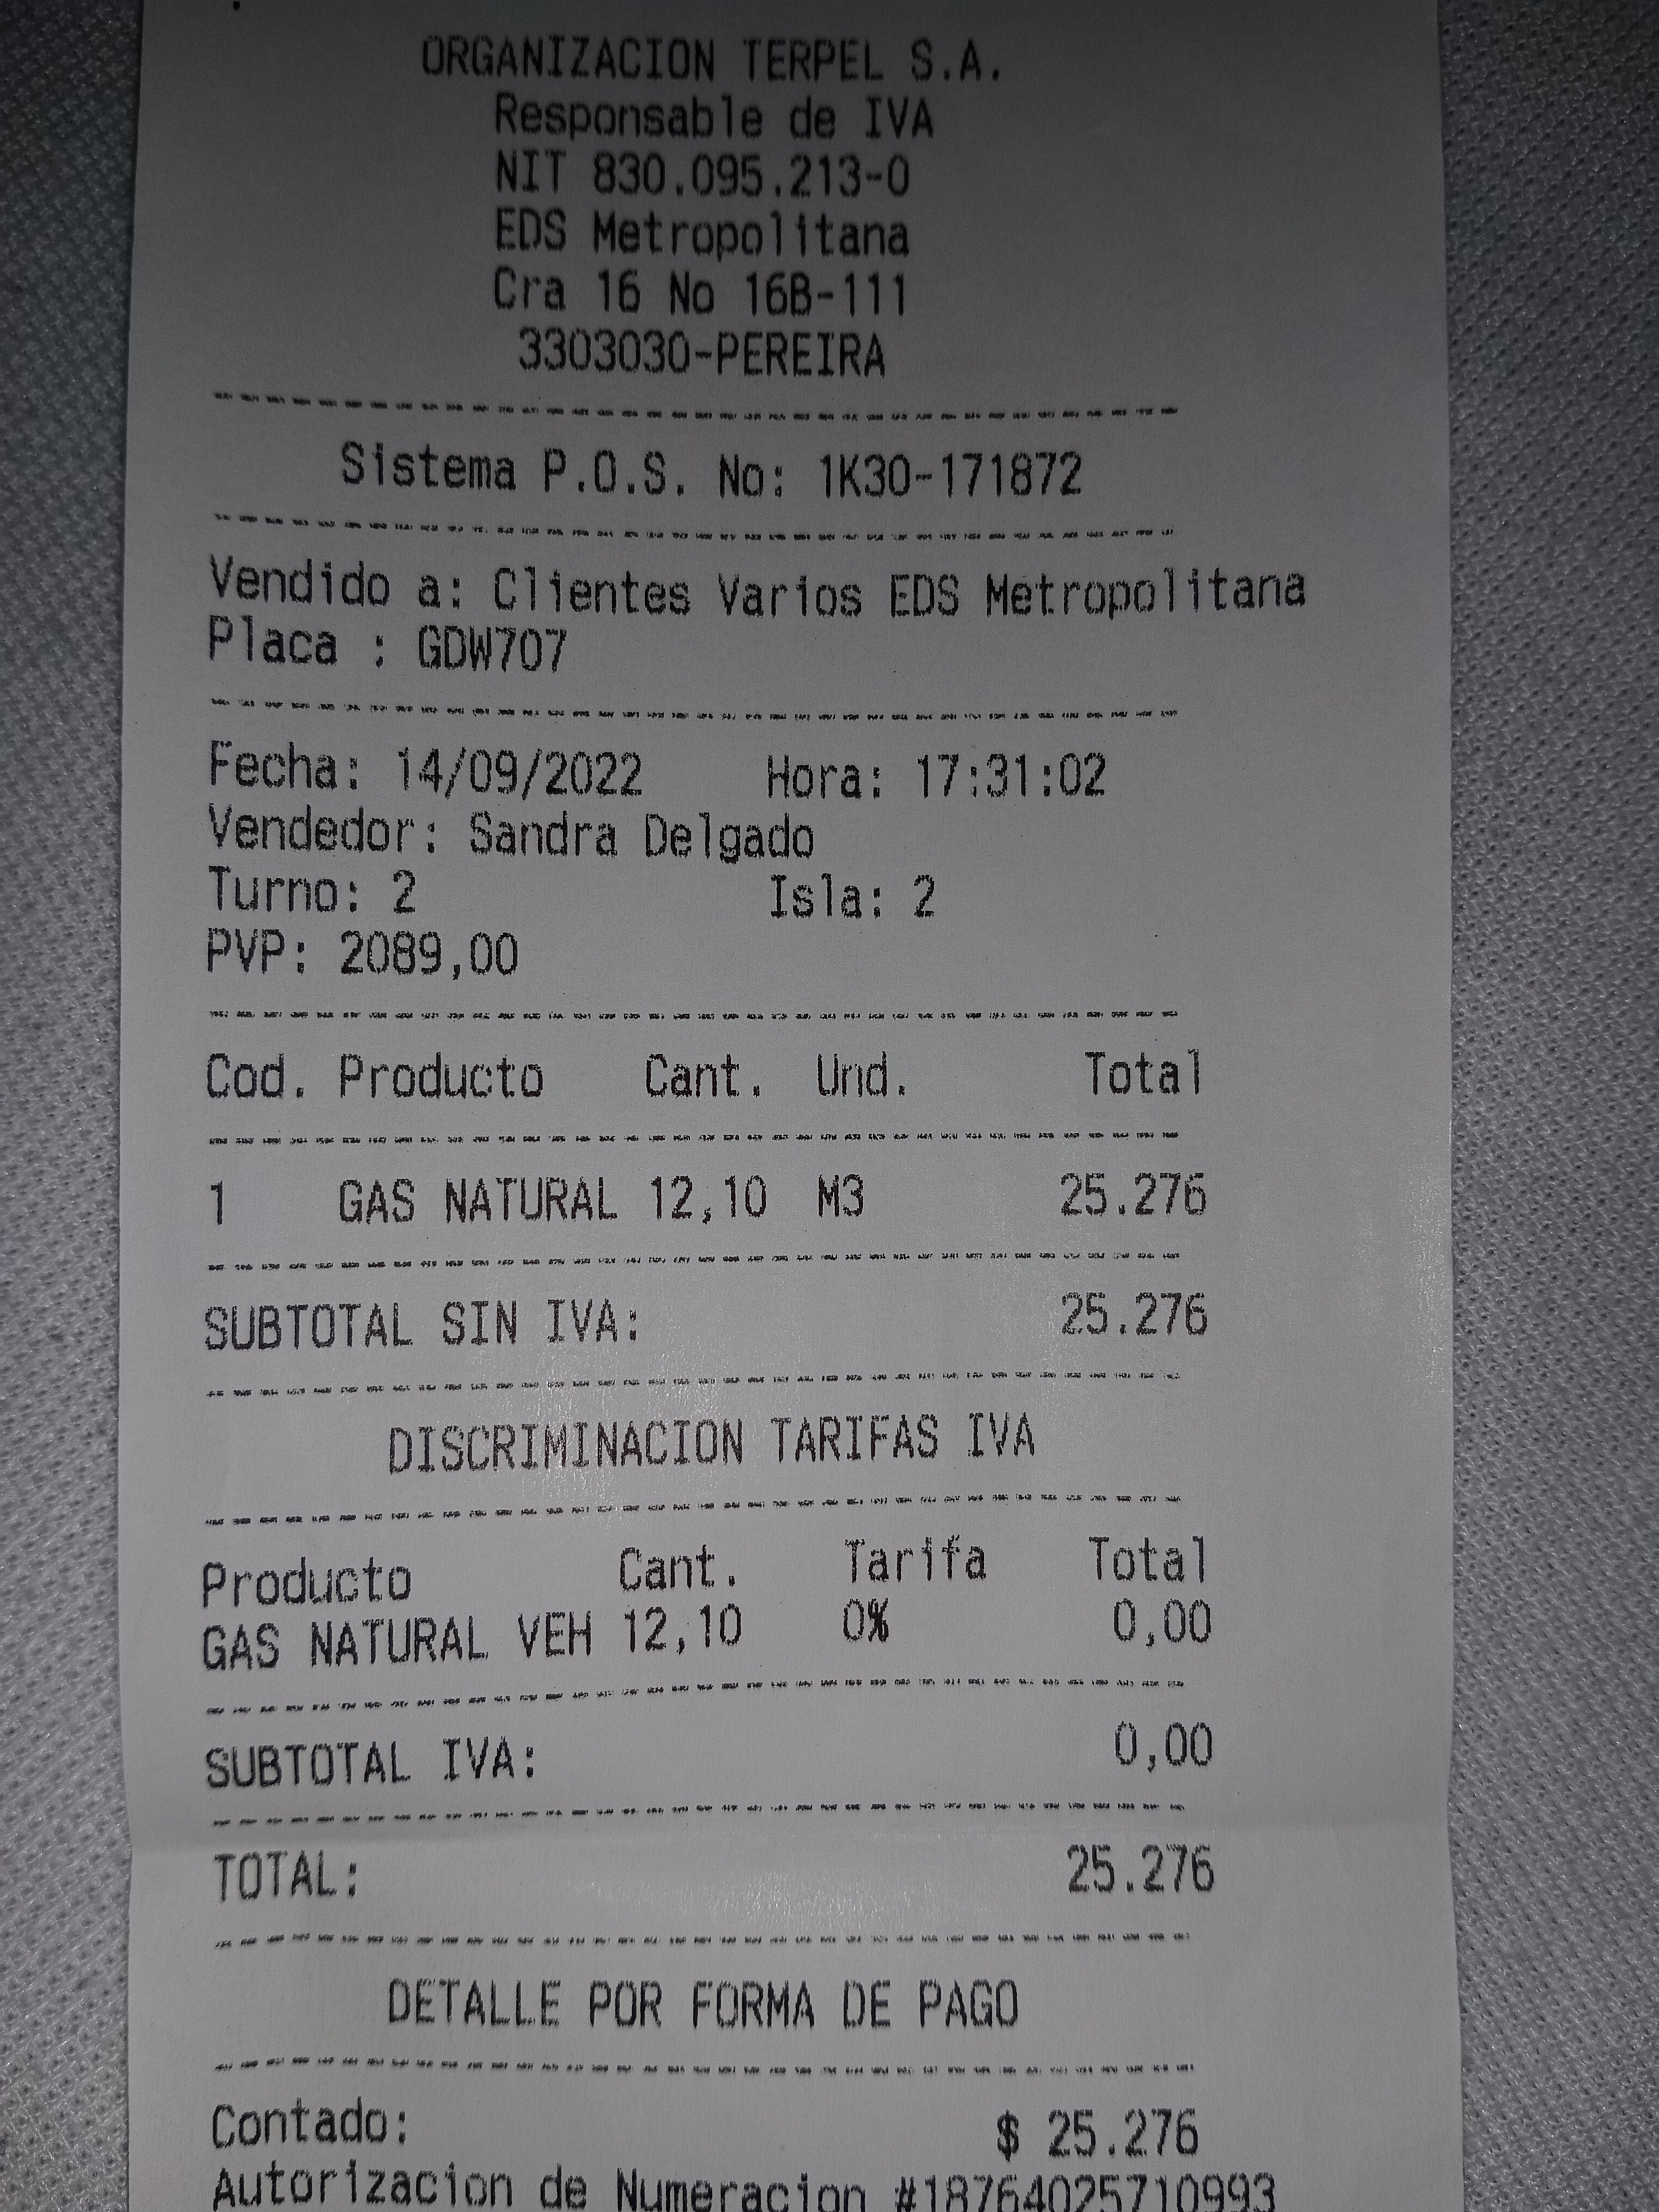 ORGANIZACION TERPEL S.A.
Responsable de IVA
NIT 830.095.213-0
EDS Metropolitana
Cra 16 No 16B-111
3303030-PEREIRA
Sistema P.O.S. No: 1K30-171872
Vendido a: Clientes Varios EDS Metropolitana
Placa : GDW707
Fecha: 14/09/2022 Hora: 17:31:02
Vendedor: Sandra Delgado
Turno: 2 Isla: 2
PVP: 2089,00
Cod. Producto Cant. Und. Total
1 GAS NATURAL 12,10 M3 25.276
SUBTOTAL SIN IVA: 25.276
DISCRIMINACION TARIFAS IVA
Producto Cant. Tarifa Total
GAS NATURAL VEH 12,10 0% 0,00
SUBTOTAL IVA: 0,00
TOTAL: 25.276
DETALLE POR FORMA DE PAGO
Contado: $ 25.276
Autorizacion de Numeracion #18764025710993